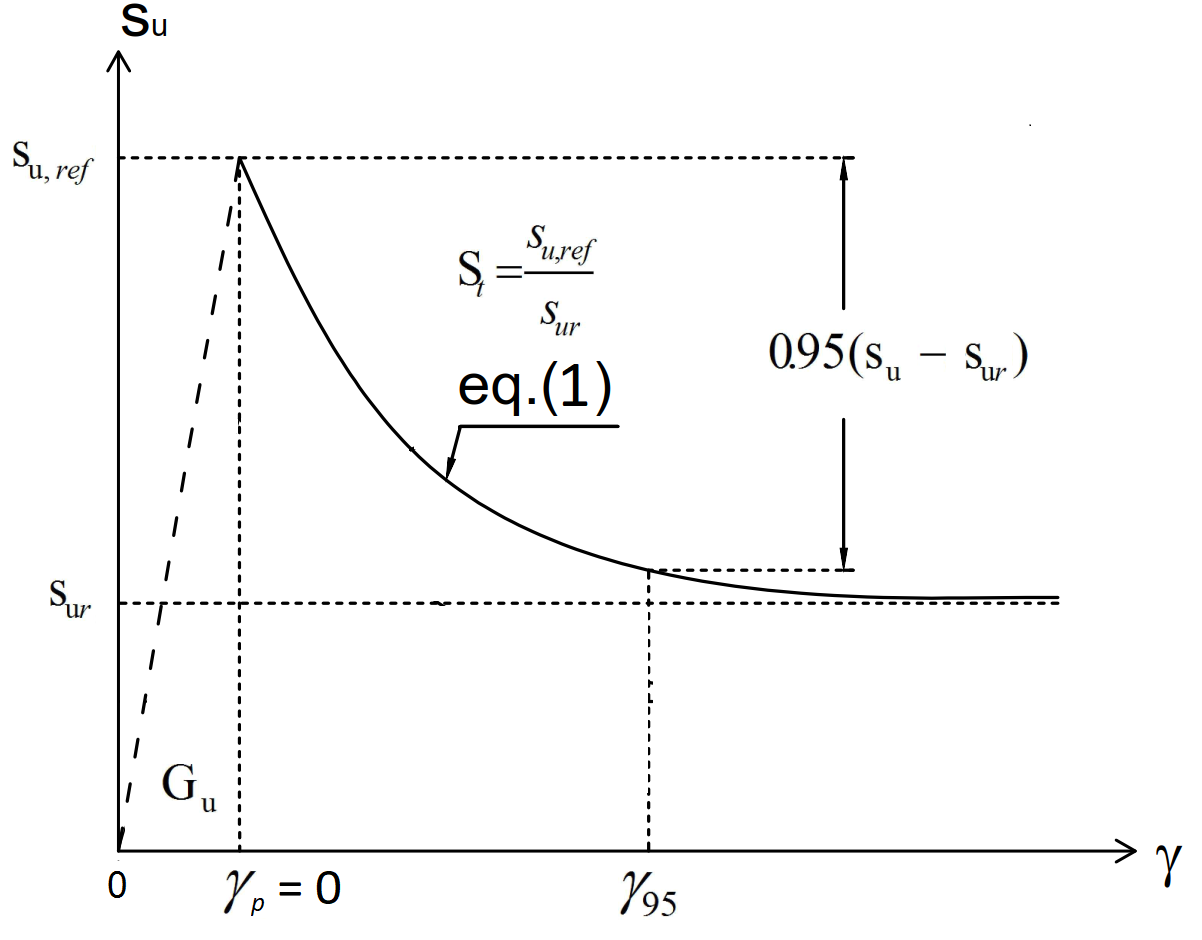 su
su, ref
St = su,ref / sur
0.95(su − sur)
eq.(1)
sur
Gu
0
γp = 0
γ95
γ